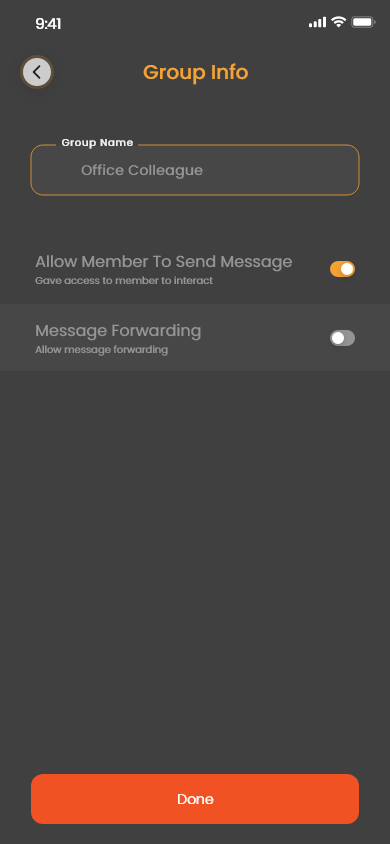 9:41
Group Info
Group Name
Office Colleague
Allow Member To Send Message
Gave access to member to interact
Message Forwarding
Allow message forwarding
Done